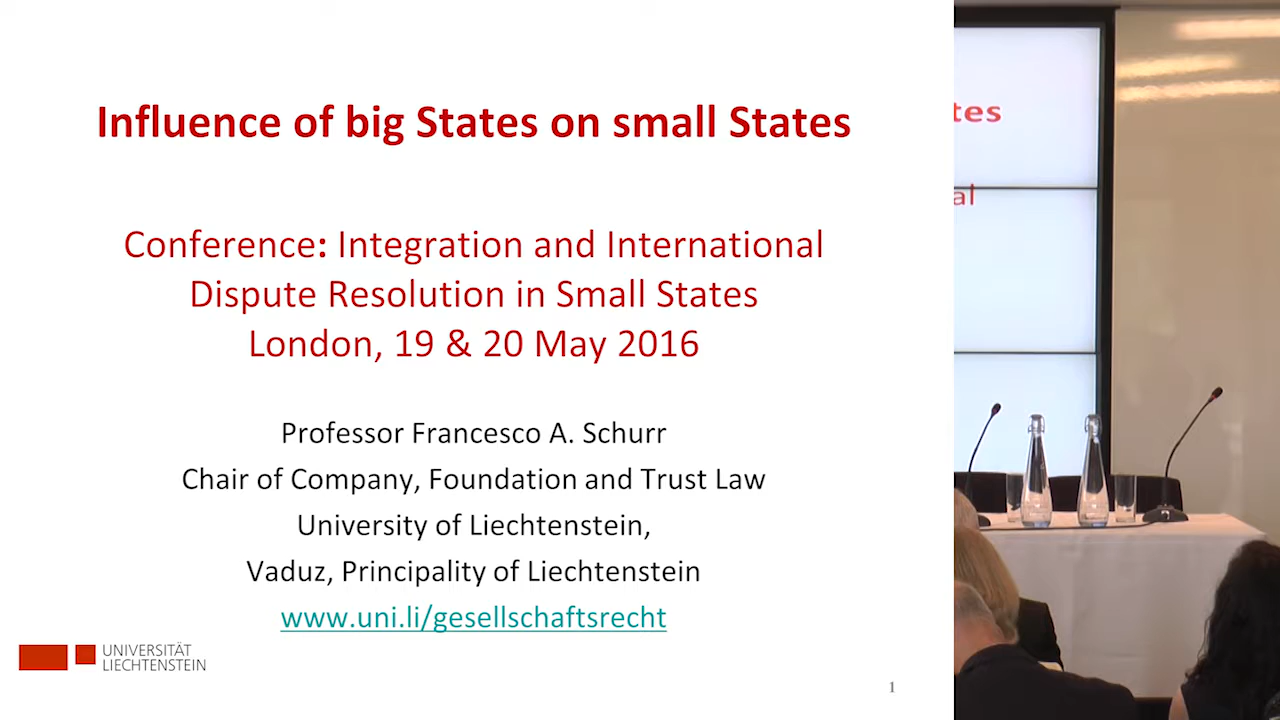 Influence of big States on small States
Conference: Integration and International
Dispute Resolution in Small States
London, 19 & 20 May 2016
Professor Francesco A. Schurr
Chair of Company, Foundation and Trust Law
University of Liechtenstein,
Vaduz, Principality of Liechtenstein
www.uni.li/gesellschaftsrecht
UNIVERSITÄT
LIECHTENSTEIN
1
tes
al